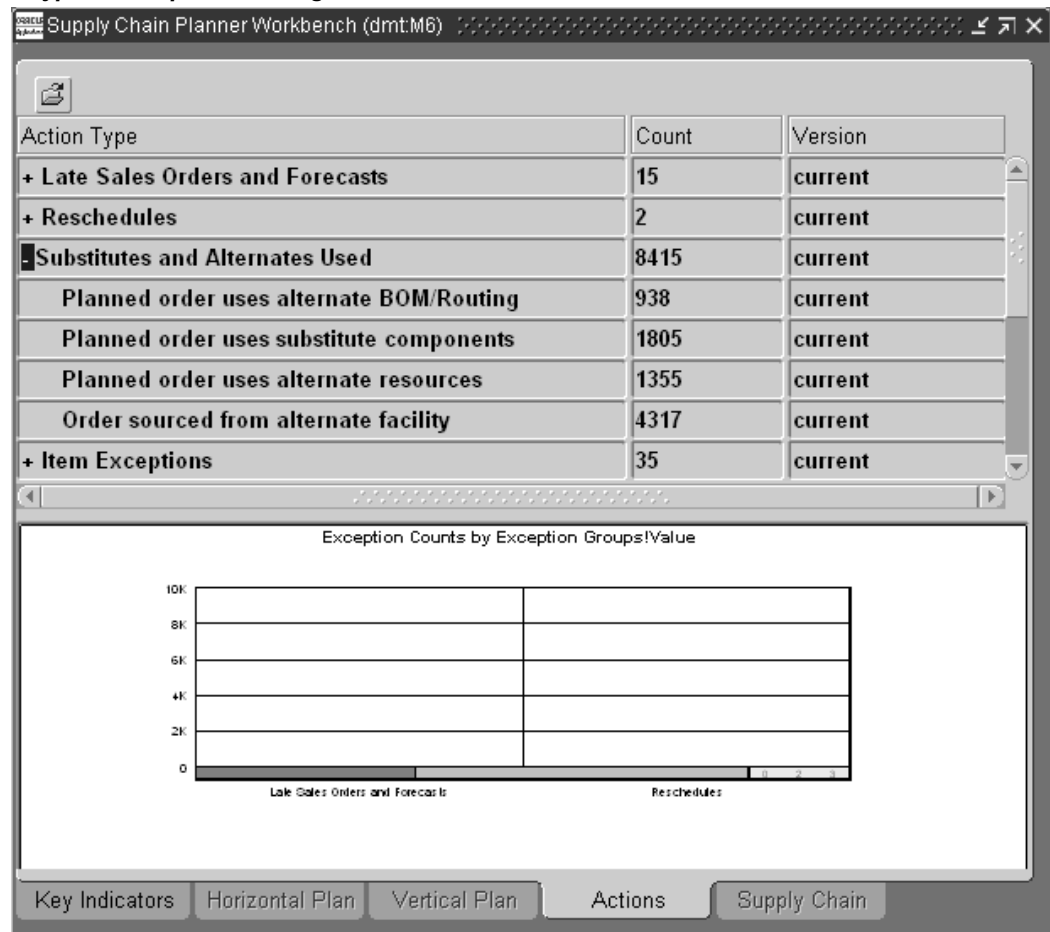 Supply Chain Planner Workbench (dmt:M6)
Action Type Count Version
+ Late Sales Orders and Forecasts 15 current
+ Reschedules 2 current
- Substitutes and Alternates Used 8415 current
Planned order uses alternate BOM/Routing 938 current
Planned order uses substitute components 1805 current
Planned order uses alternate resources 1355 current
Order sourced from alternate facility 4317 current
+ Item Exceptions 35 current
Exception Counts by Exception Groups!Value
10K
8K
6K
4K
2K
0
0 2 3
Late Sales Orders and Forecasts Reschedules
Key Indicators Horizontal Plan Vertical Plan Actions Supply Chain